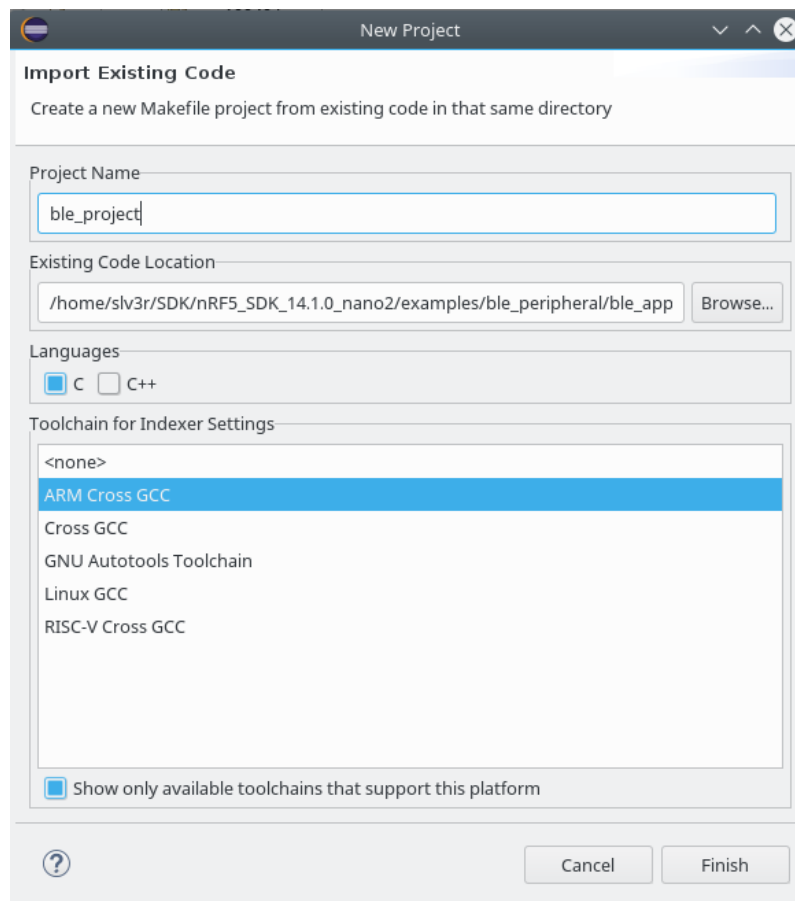 New Project
Import Existing Code
Create a new Makefile project from existing code in that same directory
Project Name
ble_project
Existing Code Location
/home/slv3r/SDK/nRF5_SDK_14.1.0_nano2/examples/ble_peripheral/ble_app
Browse...
Languages
C C++
Toolchain for Indexer Settings
<none>
ARM Cross GCC
Cross GCC
GNU Autotools Toolchain
Linux GCC
RISC-V Cross GCC
Show only available toolchains that support this platform
?
Cancel Finish